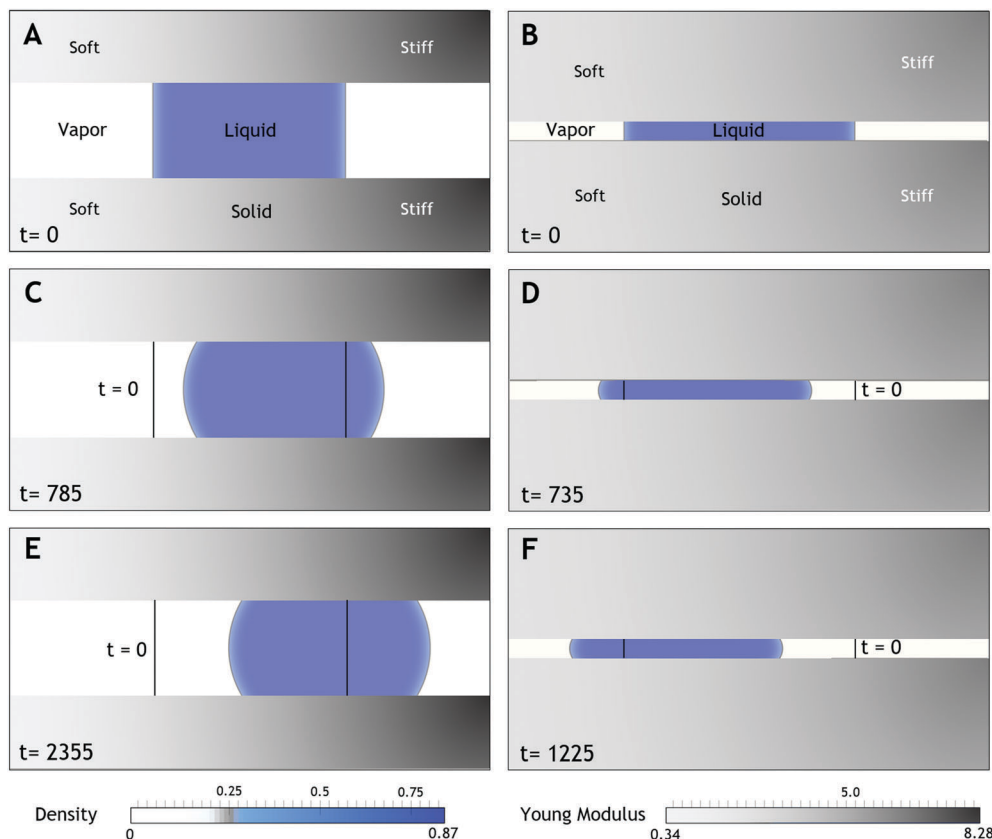 A
Soft
Stiff
Vapor
Liquid
Soft
Solid
Stiff
t= 0
B
Soft
Stiff
Vapor
Liquid
Soft
Solid
Stiff
t= 0
C
t = 0
t= 785
D
t = 0
t= 735
E
t = 0
t= 2355
F
t = 0
t= 1225
Density
0.25
0.5
0.75
0
0.87
Young Modulus
5.0
0.34
8.28